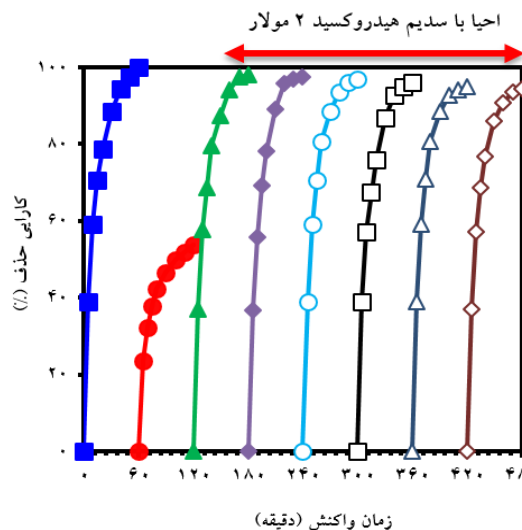 احیا با سدیم هیدروکسید ۲ مولار
کارایی حذف (%)
۱۰۰
۸۰
۶۰
۴۰
۲۰
۰
۰ ۶۰ ۱۲۰ ۱۸۰ ۲۴۰ ۳۰۰ ۳۶۰ ۴۲۰ ۴۸
زمان واکنش (دقیقه)